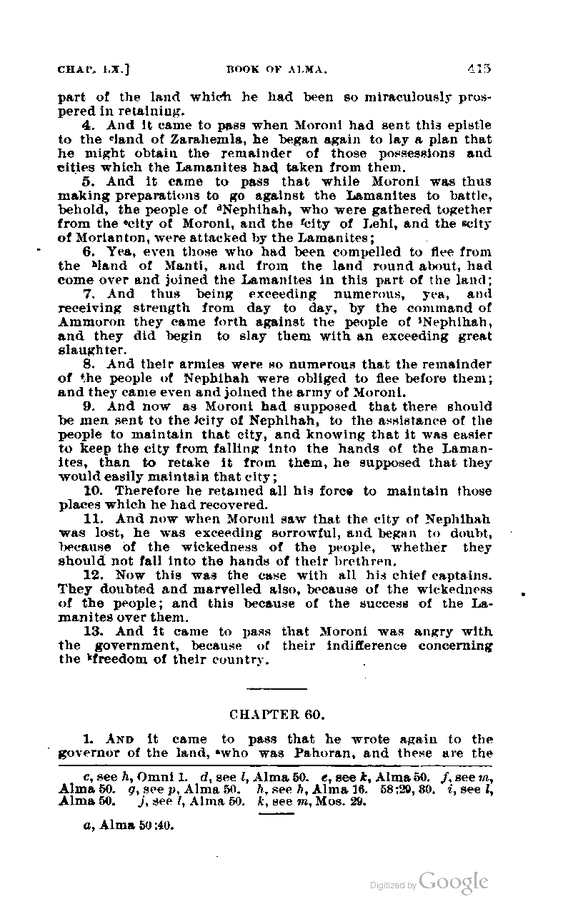 CHAP. LX.] BOOK OF ALMA. 415
part of the land which he had been so miraculously pros-
pered in retaining.
4. And it came to pass when Moroni had sent this epistle
to the cland of Zarahemla, he began again to lay a plan that
he might obtain the remainder of those possessions and
cities which the Lamanites had taken from them.
5. And it came to pass that while Moroni was thus
making preparations to go against the Lamanites to battle,
behold, the people of dNephihah, who were gathered together
from the ecity of Moroni, and the fcity of Lehi, and the gcity
of Morianton, were attacked by the Lamanites;
6. Yea, even those who had been compelled to flee from
the hland of Manti, and from the land round about, had
come over and joined the Lamanites in this part of the land;
7. And thus being exceeding numerous, yea, and
receiving strength from day to day, by the command of
Ammoron they came forth against the people of iNephihah,
and they did begin to slay them with an exceeding great
slaughter.
8. And their armies were so numerous that the remainder
of the people of Nephihah were obliged to flee before them;
and they came even and joined the army of Moroni.
9. And now as Moroni had supposed that there should
be men sent to the jcity of Nephihah, to the assistance of the
people to maintain that city, and knowing that it was easier
to keep the city from falling into the hands of the Laman-
ites, than to retake it from them, he supposed that they
would easily maintain that city;
10. Therefore he retained all his force to maintain those
places which he had recovered.
11. And now when Moroni saw that the city of Nephihah
was lost, he was exceeding sorrowful, and began to doubt,
because of the wickedness of the people, whether they
should not fall into the hands of their brethren.
12. Now this was the case with all his chief captains.
They doubted and marvelled also, because of the wickedness
of the people; and this because of the success of the La-
manites over them.
13. And it came to pass that Moroni was angry with
the government, because of their indifference concerning
the kfreedom of their country.
CHAPTER 60.
1. AND it came to pass that he wrote again to the
governor of the land, awho was Pahoran, and these are the
c, see h, Omni 1. d, see l, Alma 50. e, see k, Alma 50. f, see m,
Alma 50. g, see p, Alma 50. h, see h, Alma 16. 58:29, 30. i, see l,
Alma 50. j, see l, Alma 50. k, see m, Mos. 29.
a, Alma 50:40.
Digitized by Google